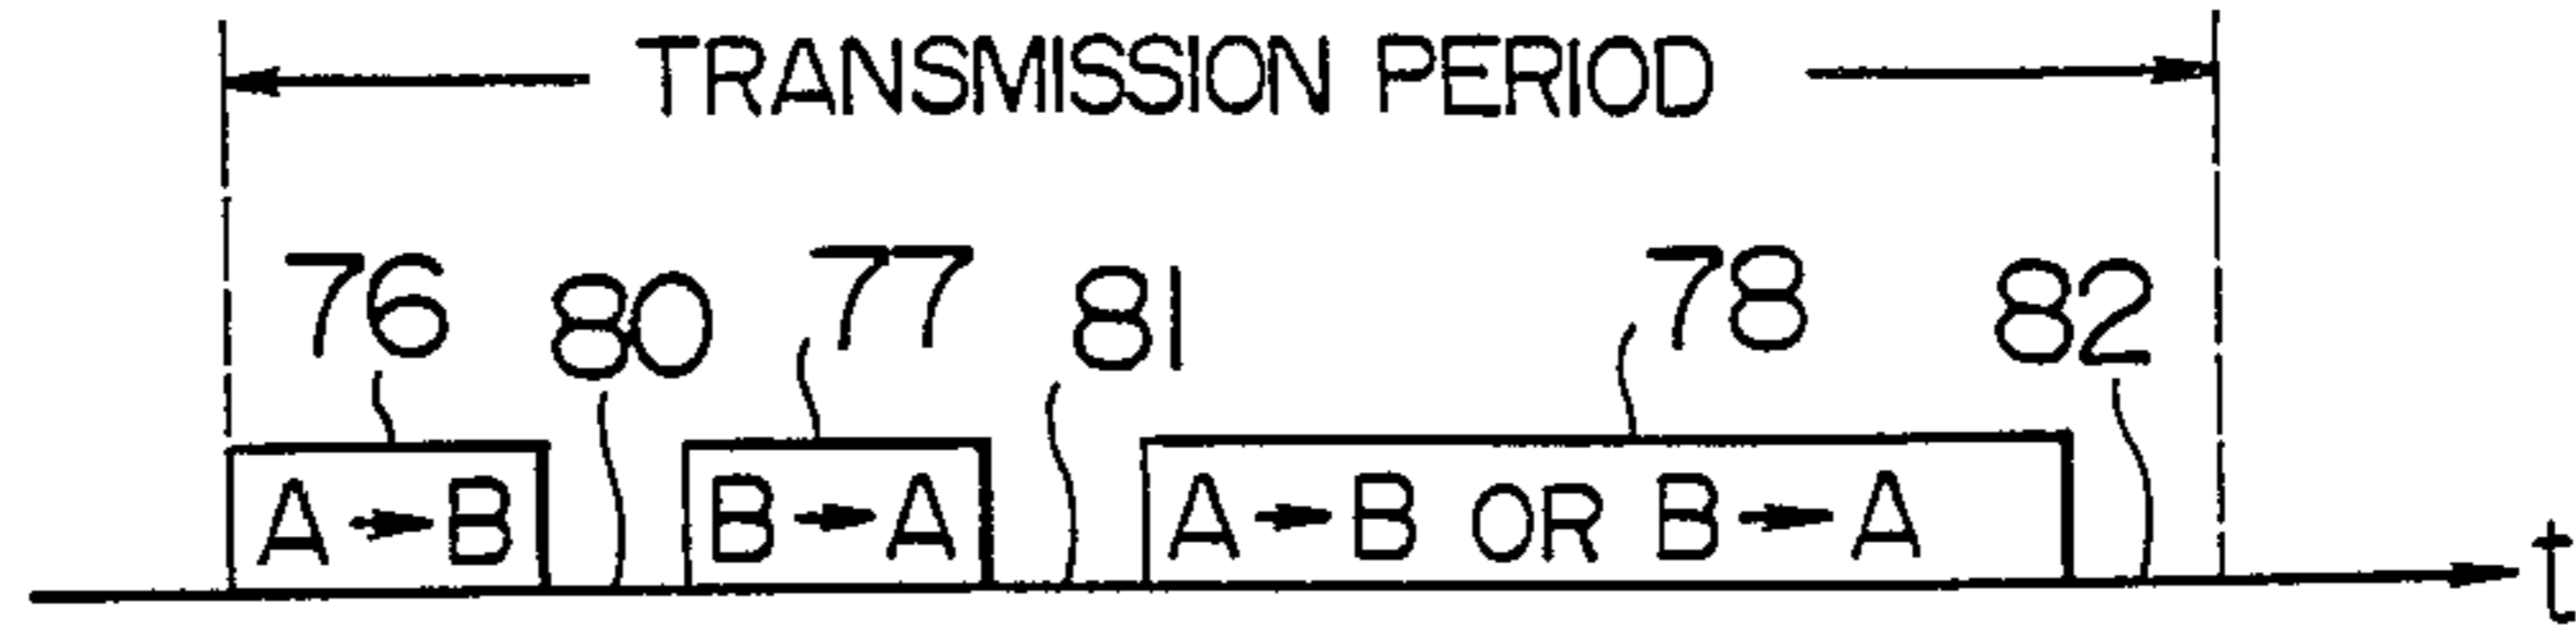 TRANSMISSION PERIOD
76 80 77 81 78 82
A→B B→A A→B OR B→A
t